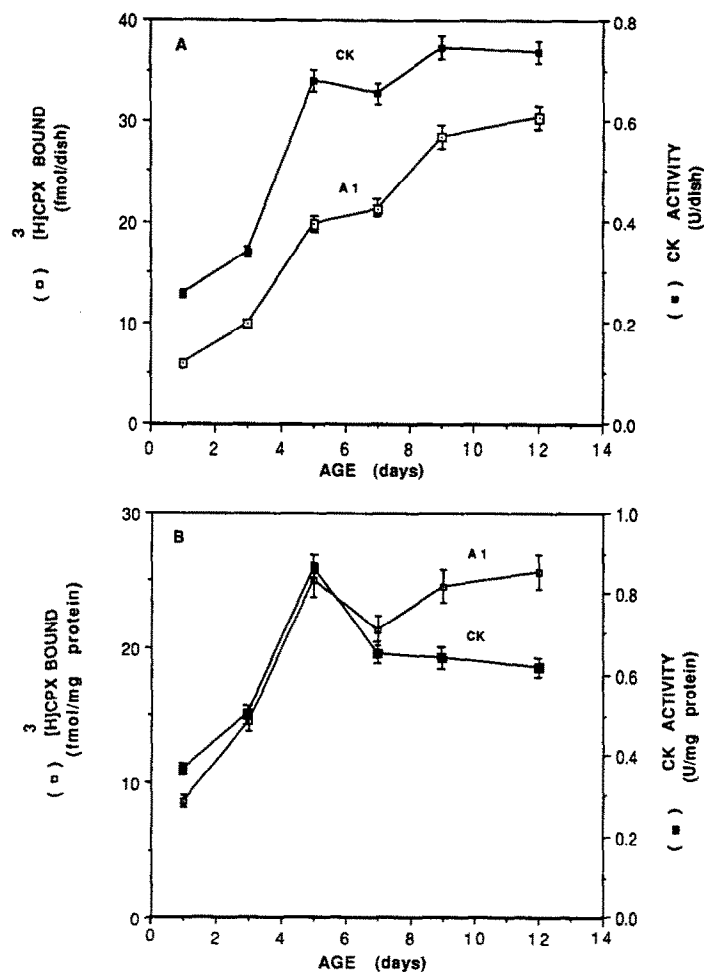 A
CK
A 1
40
30
20
10
0
0.8
0.6
0.4
0.2
0.0
0 2 4 6 8 10 12 14
AGE (days)
3
( □ ) [H]CPX BOUND
(fmol/dish)
( ■ ) CK ACTIVITY
(U/dish)
B
A 1
CK
30
20
10
0
1.0
0.8
0.6
0.4
0.2
0.0
0 2 4 6 8 10 12 14
AGE (days)
3
( □ ) [H]CPX BOUND
(fmol/mg protein)
( ■ ) CK ACTIVITY
(U/mg protein)